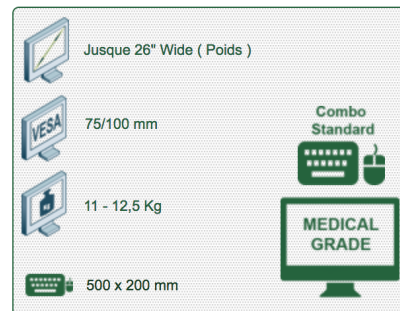 Jusque 26" Wide ( Poids )
VESA
75/100 mm
Combo
Standard
KG
11 - 12,5 Kg
MEDICAL
GRADE
500 x 200 mm